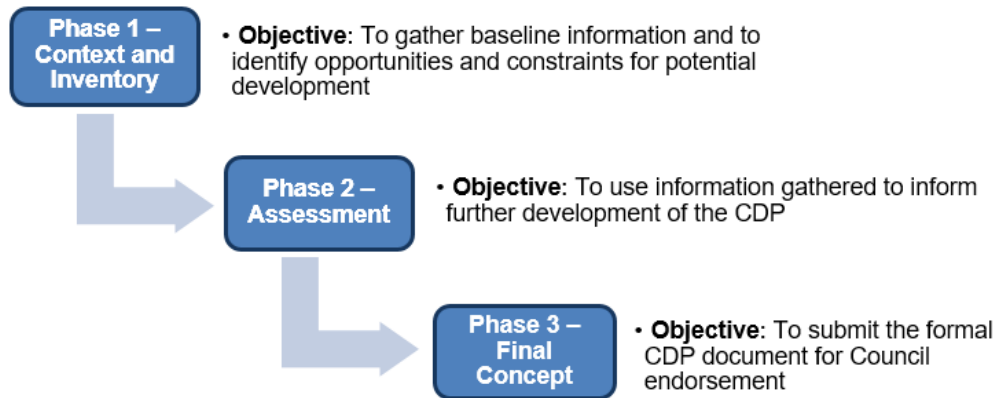 Phase 1 –
Context and
Inventory
• Objective: To gather baseline information and to
identify opportunities and constraints for potential
development
Phase 2 –
Assessment
• Objective: To use information gathered to inform
further development of the CDP
Phase 3 –
Final
Concept
• Objective: To submit the formal
CDP document for Council
endorsement